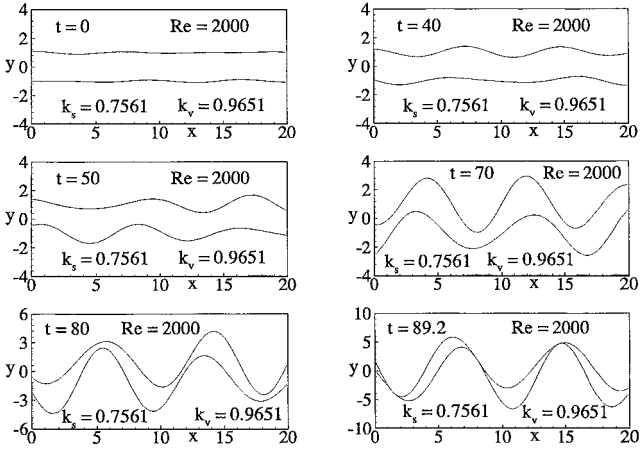 4
t = 0 Re = 2000
2
y 0
-2
k_s = 0.7561 k_v = 0.9651
-4
0 5 10 x 15 20
4
t = 40 Re = 2000
2
y 0
-2
k_s = 0.7561 k_v = 0.9651
-4
0 5 10 x 15 20
4
t = 50 Re = 2000
2
y 0
-2
k_s = 0.7561 k_v = 0.9651
-4
0 5 10 x 15 20
4
t = 70 Re = 2000
2
y 0
-2
k_s = 0.7561 k_v = 0.9651
-4
0 5 10 x 15 20
6
t = 80 Re = 2000
3
y 0
-3
k_s = 0.7561 k_v = 0.9651
-6
0 5 10 x 15 20
10
t = 89.2 Re = 2000
5
y 0
-5
k_s = 0.7561 k_v = 0.9651
-10
0 5 10 x 15 20